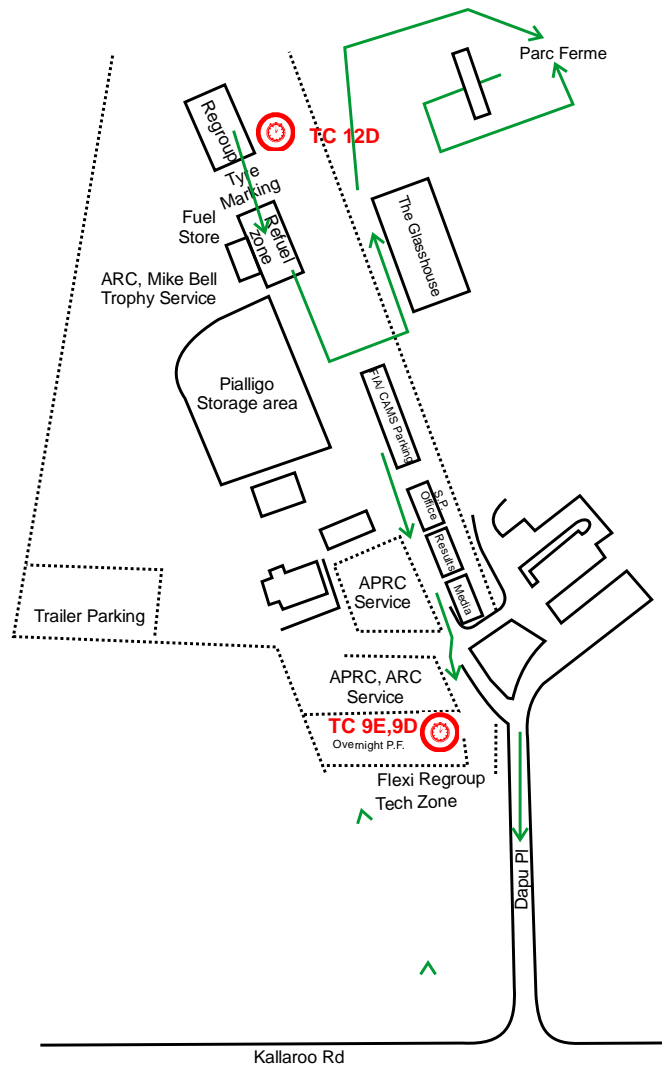 Parc Ferme
Regroup
TC 12D
Tyre
Marking
Fuel
Store
Refuel
zone
The Glasshouse
ARC, Mike Bell
Trophy Service
Pialligo
Storage area
FIA/ CAMS Parking
S.P.
Office
Results
Media
APRC
Service
Trailer Parking
APRC, ARC
Service
TC 9E,9D
Overnight P.F.
Flexi Regroup
Tech Zone
Dapu Pl
Kallaroo Rd